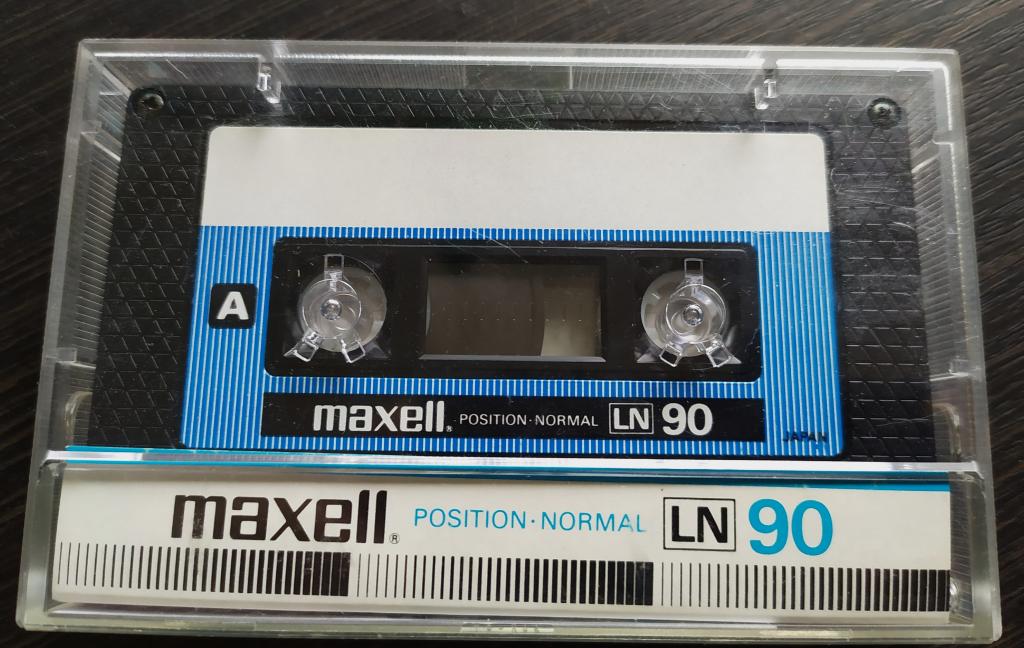 A
maxell® POSITION·NORMAL LN 90
JAPAN
maxell® POSITION·NORMAL LN 90